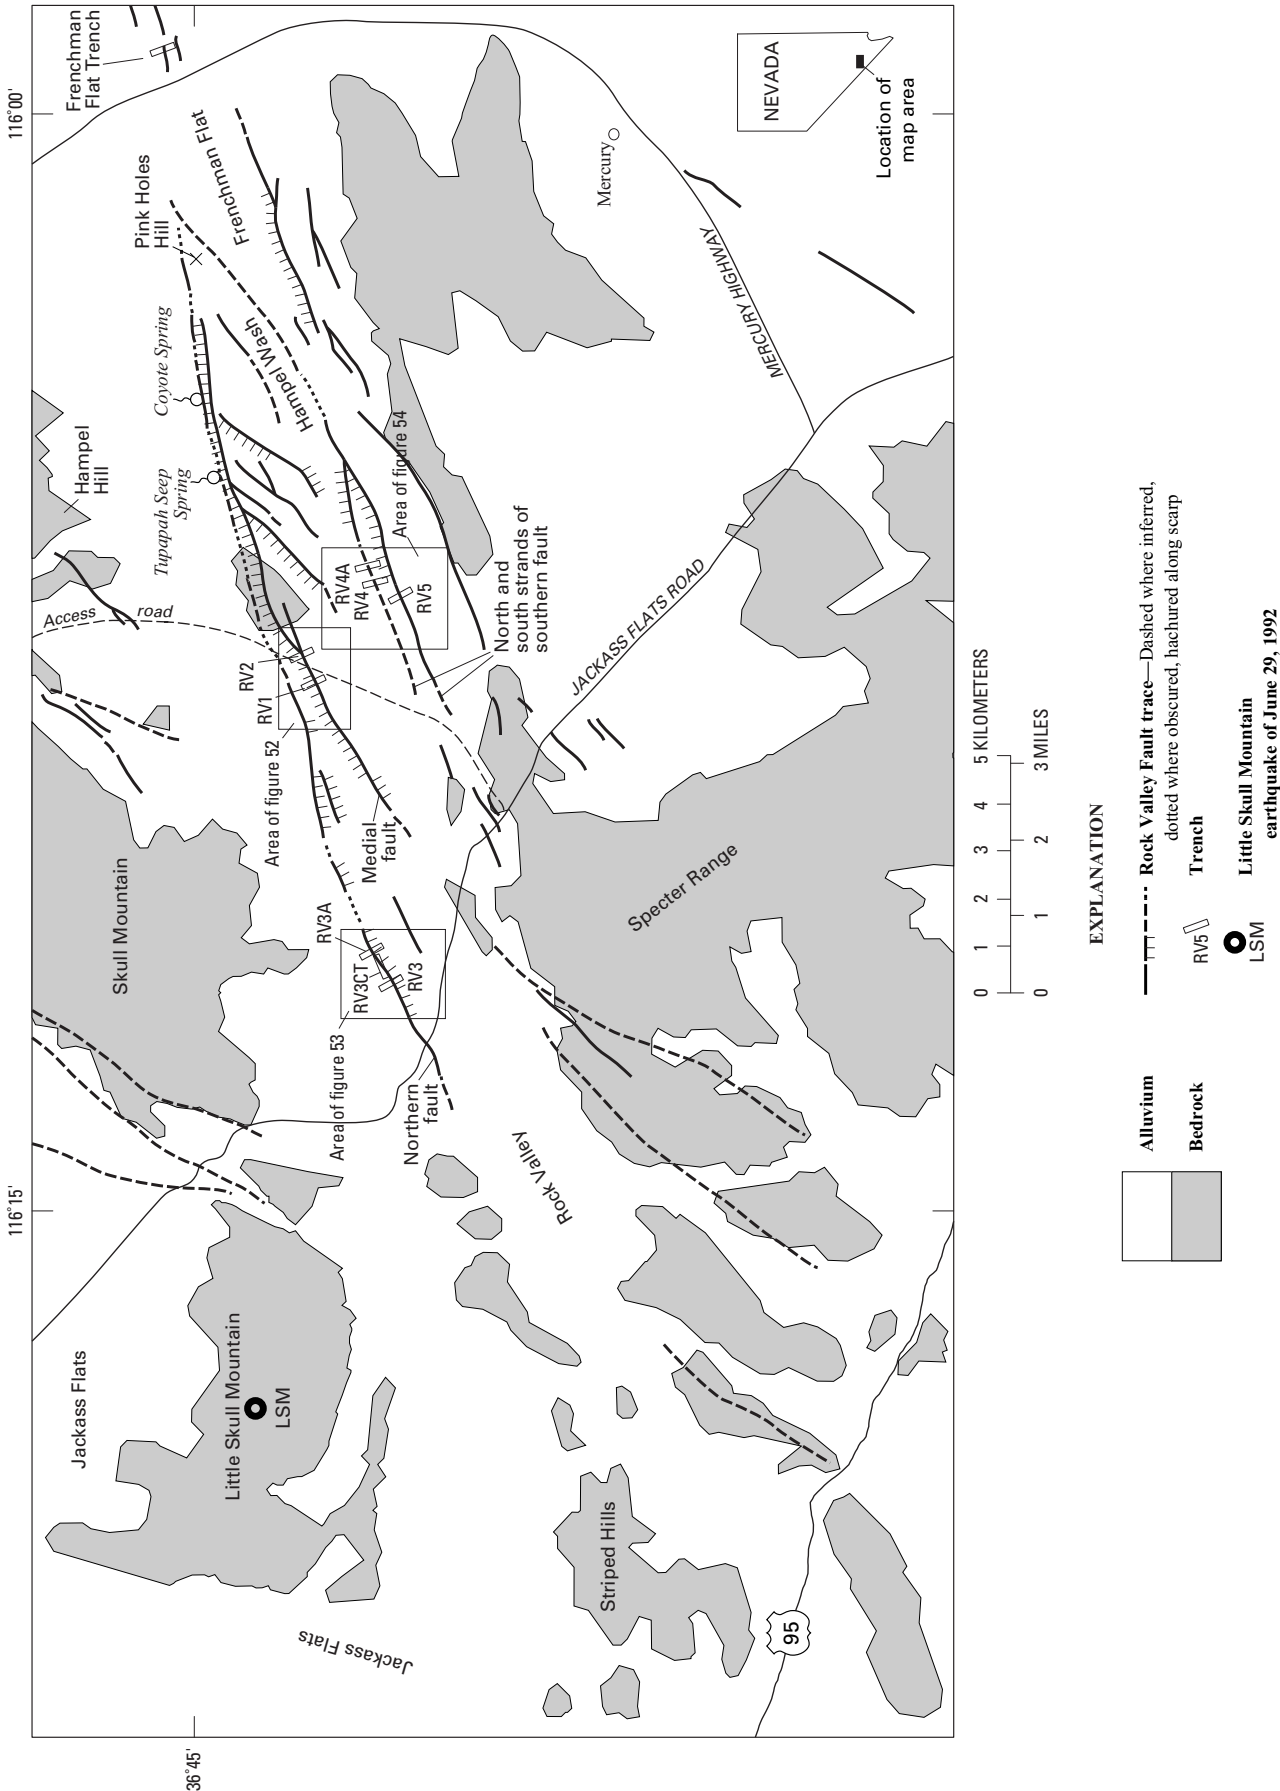 116°15'
116°00'
36°45'
Jackass Flats
Little Skull Mountain
LSM
Jackass Flats
Skull Mountain
Access road
Hampel
Hill
Tupapah Seep
Spring
Coyote Spring
Pink Holes
Hill
Frenchman
Flat Trench
Frenchman Flat
Hampel Wash
RV2
RV1
Area of figure 52
RV4A
RV4
RV5
Area of figure 54
North and
south strands of
southern fault
Medial
fault
RV3A
RV3CT
RV3
Area of figure 53
Northern
fault
Rock Valley
Specter Range
Striped Hills
95
JACKASS FLATS ROAD
MERCURY HIGHWAY
Mercury
NEVADA
Location of
map area
0 1 2 3 4 5 KILOMETERS
0 1 2 3 MILES
EXPLANATION
Alluvium
Bedrock
Rock Valley Fault trace—Dashed where inferred,
dotted where obscured, hachured along scarp
RV5 Trench
LSM
Little Skull Mountain
earthquake of June 29, 1992